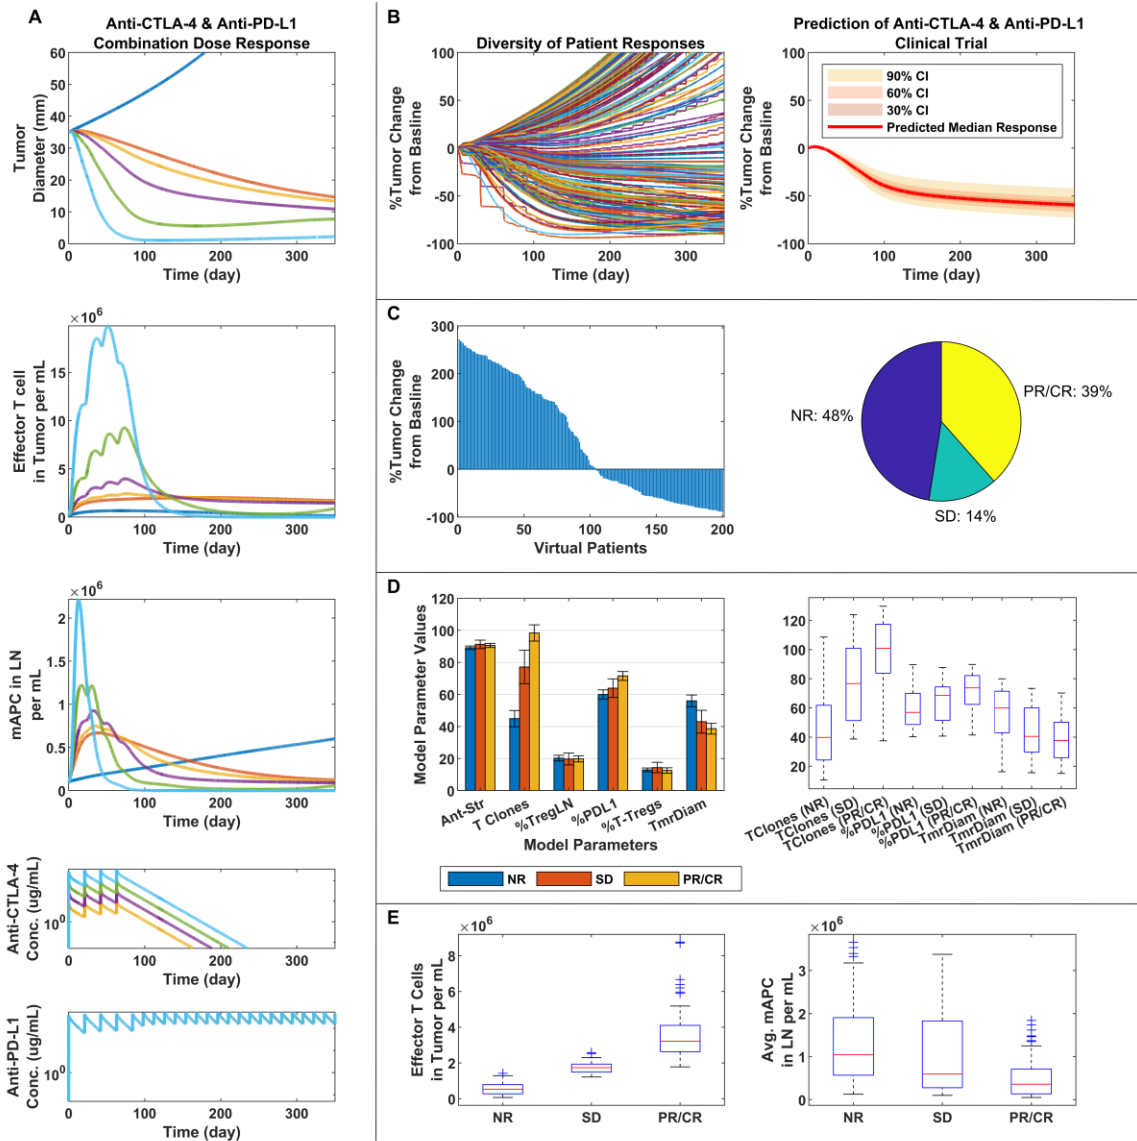 A
Anti-CTLA-4 & Anti-PD-L1
Combination Dose Response
Tumor
Diameter (mm)
60
50
40
30
20
10
0
0 100 200 300
Time (day)
×10^6
Effector T cell
in Tumor per mL
15
10
5
0
0 100 200 300
Time (day)
×10^6
mAPC in LN
per mL
2
1.5
1
0.5
0
0 100 200 300
Time (day)
Anti-CTLA-4
Conc. (ug/mL)
10^0
0 100 200 300
Time (day)
Anti-PD-L1
Conc. (ug/mL)
10^0
0 100 200 300
Time (day)
B
Diversity of Patient Responses
%Tumor Change
from Baseline
100
50
0
-50
-100
0 100 200 300
Time (day)
Prediction of Anti-CTLA-4 & Anti-PD-L1
Clinical Trial
%Tumor Change
from Baseline
100
50
0
-50
-100
90% CI
60% CI
30% CI
Predicted Median Response
0 100 200 300
Time (day)
C
%Tumor Change
from Basline
300
200
100
0
-100
0 50 100 150 200
Virtual Patients
NR: 48%
PR/CR: 39%
SD: 14%
D
Model Parameter Values
120
100
80
60
40
20
0
Ant-Str
T Clones
%TregLN
%PDL1
%T-Tregs
TmrDiam
Model Parameters
NR SD PR/CR
120
100
80
60
40
20
TClones (NR)
TClones (SD)
TClones (PR/CR)
%PDL1 (NR)
%PDL1 (SD)
%PDL1 (PR/CR)
TmrDiam (NR)
TmrDiam (SD)
TmrDiam (PR/CR)
E
×10^6
Effector T Cells
in Tumor per mL
8
6
4
2
0
NR SD PR/CR
×10^6
Avg. mAPC
in LN per mL
3
2
1
0
NR SD PR/CR